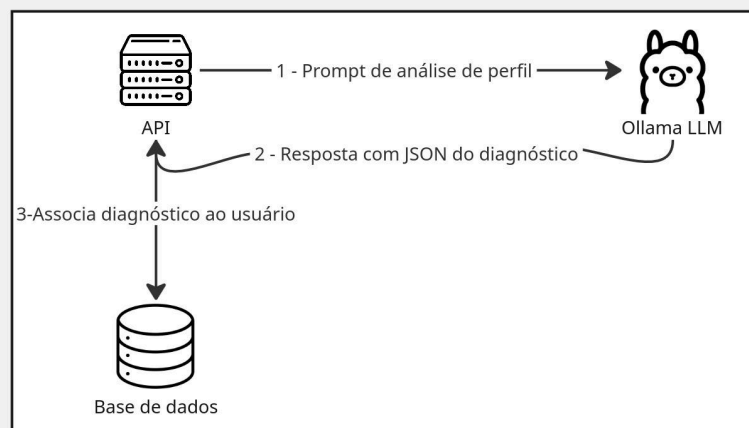 1 - Prompt de análise de perfil
API
Ollama LLM
2 - Resposta com JSON do diagnóstico
3-Associa diagnóstico ao usuário
Base de dados